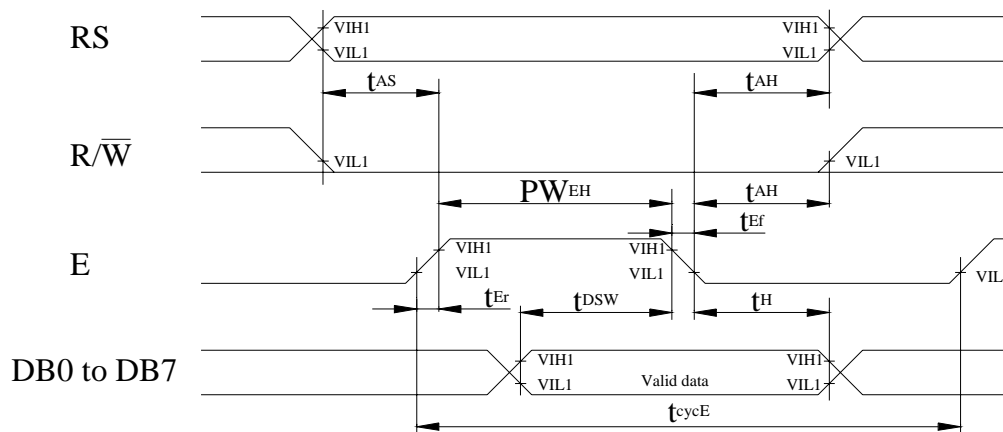 RS
VIH1
VIL1
VIH1
VIL1
tAS
tAH
R/W̅
VIL1
VIL1
PWEH
tAH
tEf
E
VIH1
VIL1
VIH1
VIL1
VIL
tEr
tDSW
tH
DB0 to DB7
VIH1
VIL1
Valid data
VIH1
VIL1
tcycE